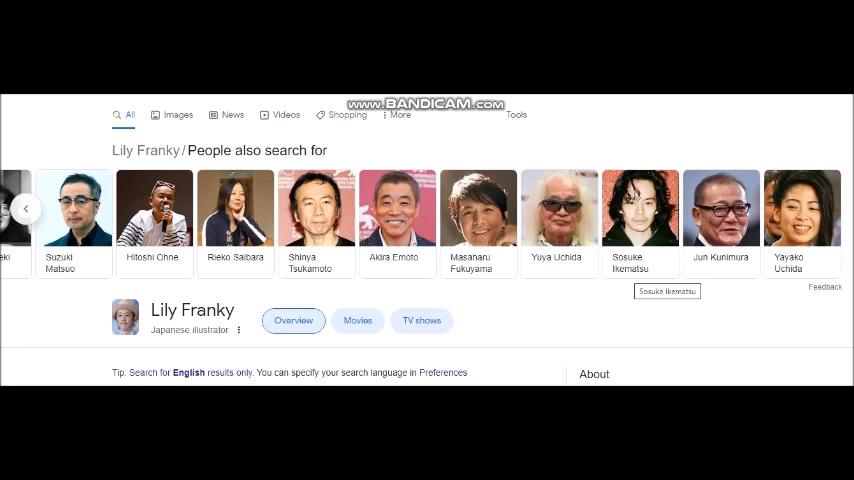 www.BANDICAM.com
All Images News Videos Shopping More Tools
Lily Franky/People also search for
Suzuki
Matsuo
Hitoshi Ohne
Rieko Saibara
Shinya
Tsukamoto
Akira Emoto
Masaharu
Fukuyama
Yuya Uchida
Sosuke
Ikematsu
Jun Kunimura
Yayako
Uchida
Feedback
Sosuke Ikematsu
Lily Franky
Japanese illustrator
Overview Movies TV shows
Tip: Search for English results only. You can specify your search language in Preferences
About